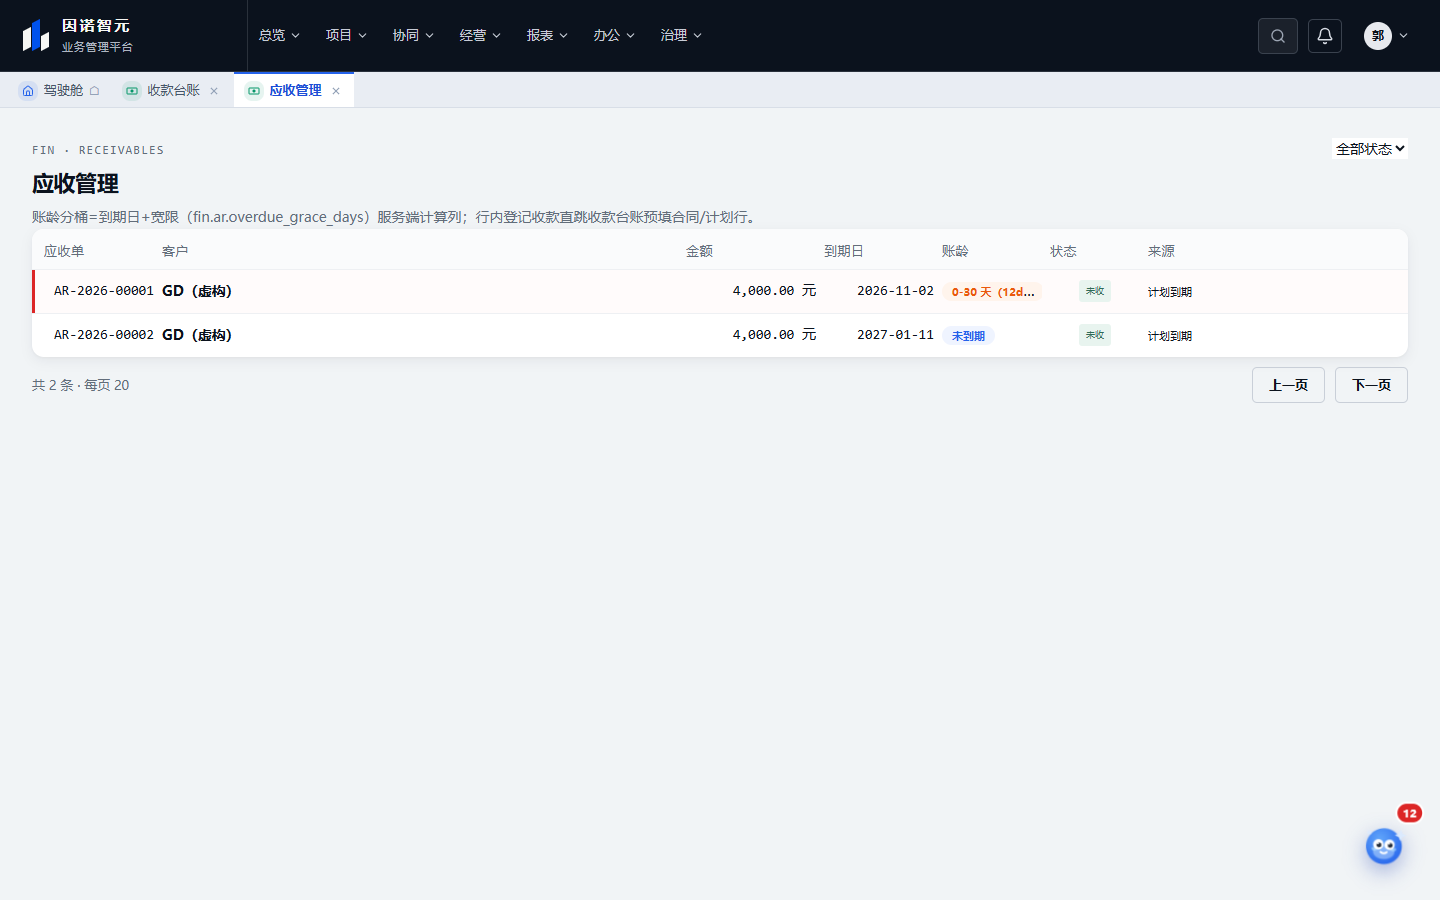 因诺智元
业务管理平台
总览 项目 协同 经营 报表 办公 治理
郭
驾驶舱 收款台账 × 应收管理 ×
FIN · RECEIVABLES
全部状态
应收管理
账龄分桶=到期日+宽限（fin.ar.overdue_grace_days）服务端计算列；行内登记收款直跳收款台账预填合同/计划行。
应收单 客户 金额 到期日 账龄 状态 来源
AR-2026-00001 GD（虚构） 4,000.00 元 2026-11-02 0-30 天（12d... 未收 计划到期
AR-2026-00002 GD（虚构） 4,000.00 元 2027-01-11 未到期 未收 计划到期
共 2 条 · 每页 20
上一页 下一页
12